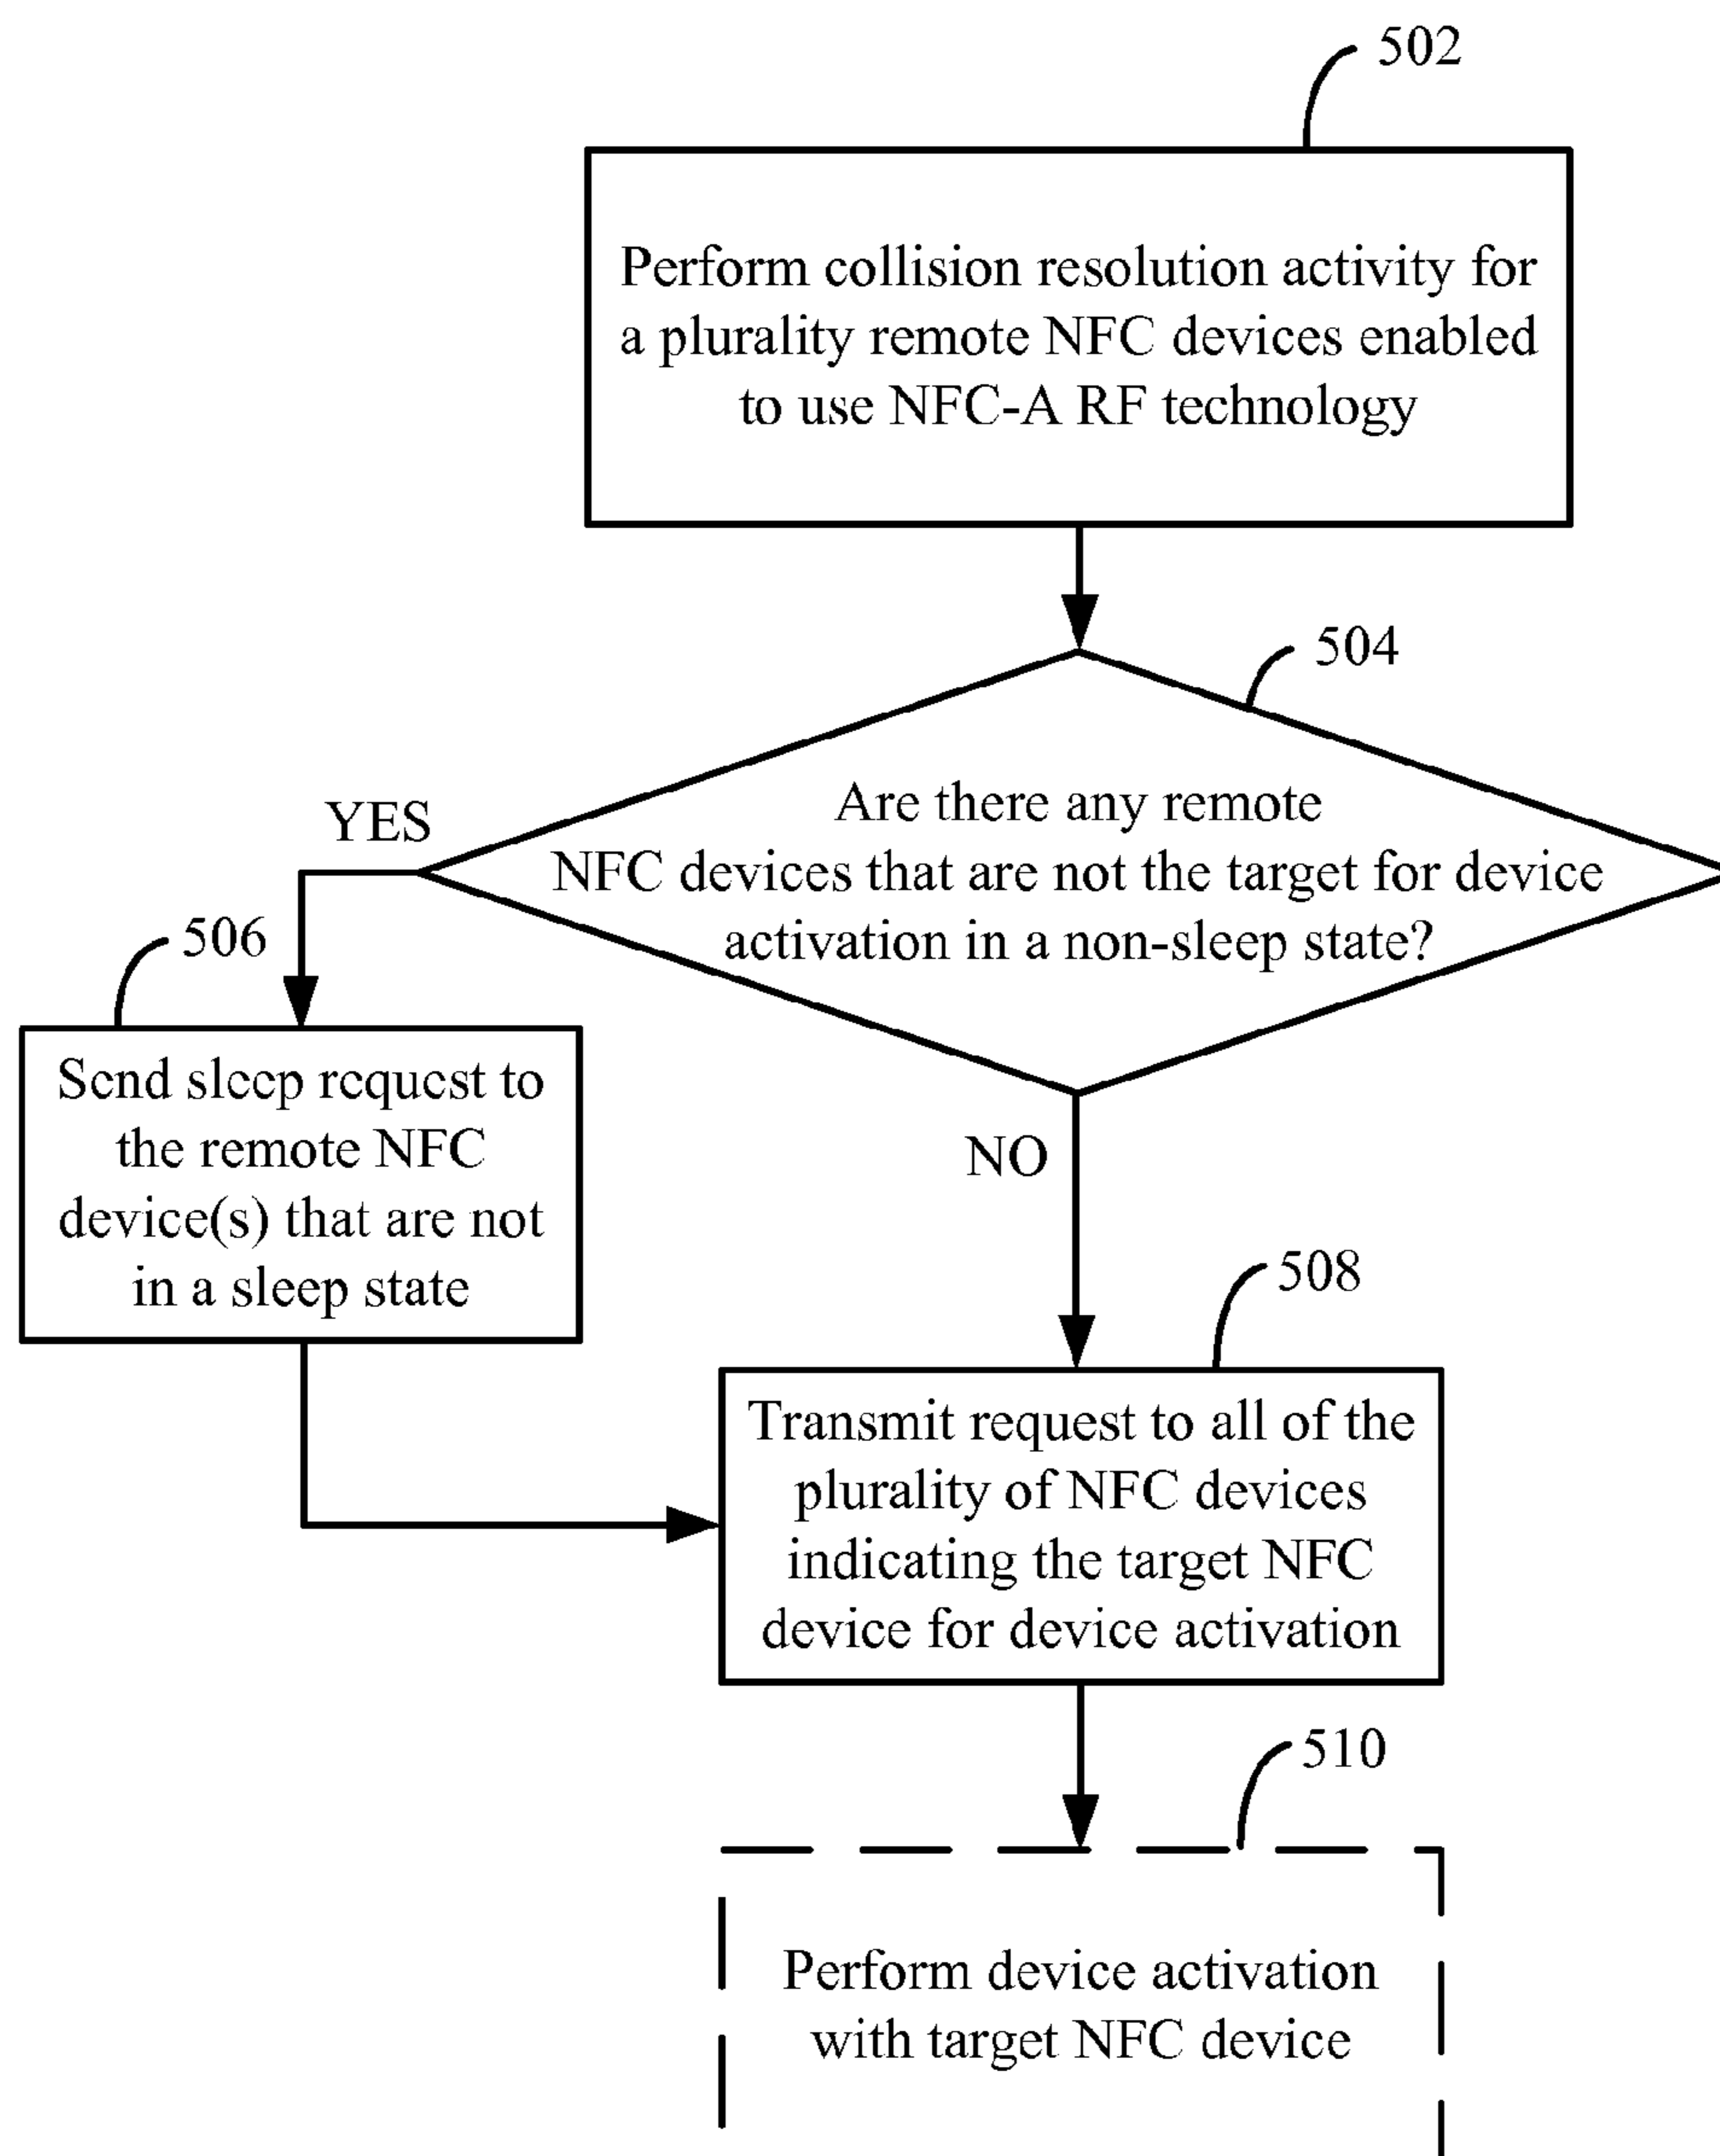 502
Perform collision resolution activity for
a plurality remote NFC devices enabled
to use NFC-A RF technology
504
Are there any remote
NFC devices that are not the target for device
activation in a non-sleep state?
YES
506
Send sleep request to
the remote NFC
device(s) that are not
in a sleep state
NO
508
Transmit request to all of the
plurality of NFC devices
indicating the target NFC
device for device activation
510
Perform device activation
with target NFC device